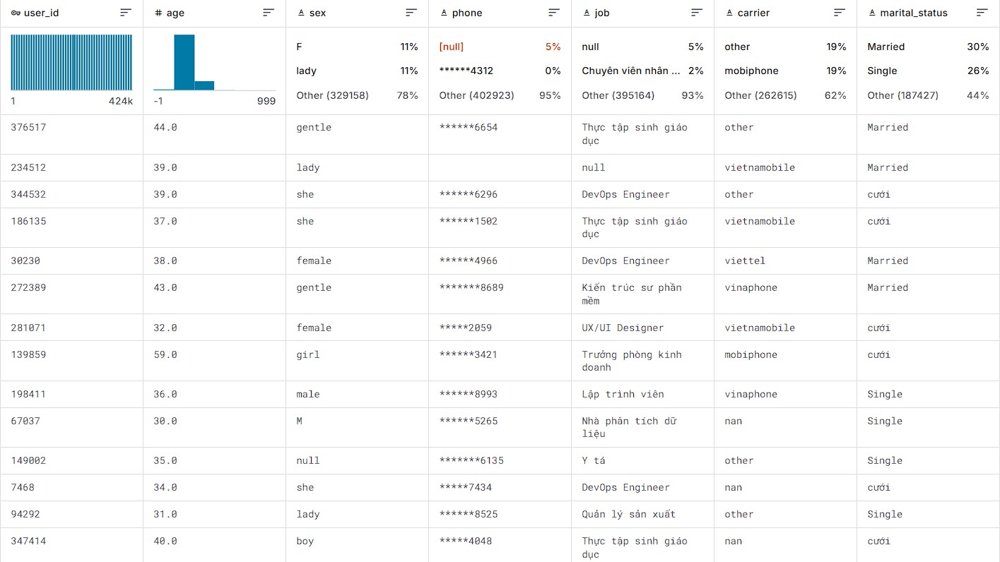 user_id age sex phone job carrier marital_status
F 11% [null] 5% null 5% other 19% Married 30%
lady 11% ******4312 0% Chuyên viên nhân ... 2% mobiphone 19% Single 26%
1 424k -1 999 Other (329158) 78% Other (402923) 95% Other (395164) 93% Other (262615) 62% Other (187427) 44%
376517 44.0 gentle ******6654 Thực tập sinh giáo other Married
dục
234512 39.0 lady null vietnamobile Married
344532 39.0 she ******6296 DevOps Engineer other cưới
186135 37.0 she ******1502 Thực tập sinh giáo vietnamobile cưới
dục
30230 38.0 female ******4966 DevOps Engineer viettel Married
272389 43.0 gentle *******8689 Kiến trúc sư phần vinaphone Married
mềm
281071 32.0 female *****2059 UX/UI Designer vietnamobile cưới
139859 59.0 girl ******3421 Trưởng phòng kinh mobiphone cưới
doanh
198411 36.0 male ******8993 Lập trình viên vinaphone Single
67037 30.0 M ******5265 Nhà phân tích dữ nan Single
liệu
149002 35.0 null *******6135 Y tá other Single
7468 34.0 she *****7434 DevOps Engineer nan cưới
94292 31.0 lady ******8525 Quản lý sản xuất other Single
347414 40.0 boy *****4048 Thực tập sinh giáo nan cưới
dục